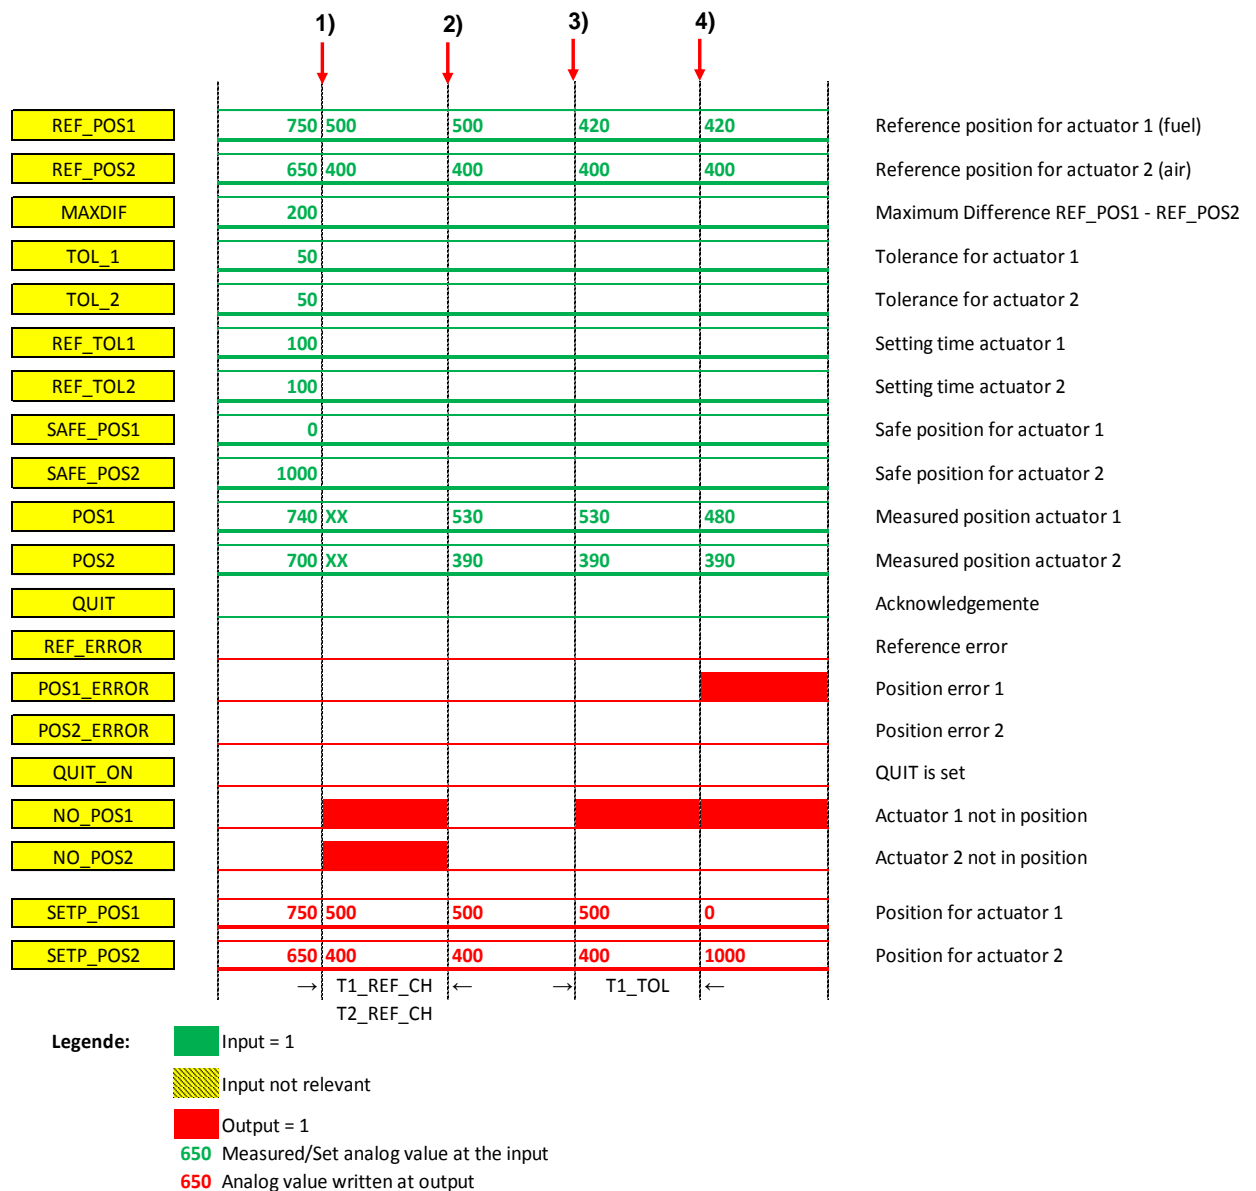 1) 2) 3) 4)
REF_POS1 750 500 500 420 420 Reference position for actuator 1 (fuel)
REF_POS2 650 400 400 400 400 Reference position for actuator 2 (air)
MAXDIF 200 Maximum Difference REF_POS1 - REF_POS2
TOL_1 50 Tolerance for actuator 1
TOL_2 50 Tolerance for actuator 2
REF_TOL1 100 Setting time actuator 1
REF_TOL2 100 Setting time actuator 2
SAFE_POS1 0 Safe position for actuator 1
SAFE_POS2 1000 Safe position for actuator 2
POS1 740 XX 530 530 480 Measured position actuator 1
POS2 700 XX 390 390 390 Measured position actuator 2
QUIT Acknowledgemente
REF_ERROR Reference error
POS1_ERROR Position error 1
POS2_ERROR Position error 2
QUIT_ON QUIT is set
NO_POS1 Actuator 1 not in position
NO_POS2 Actuator 2 not in position
SETP_POS1 750 500 500 500 0 Position for actuator 1
SETP_POS2 650 400 400 400 1000 Position for actuator 2
→ T1_REF_CH ← → T1_TOL ←
T2_REF_CH
Legende: Input = 1
Input not relevant
Output = 1
650 Measured/Set analog value at the input
650 Analog value written at output